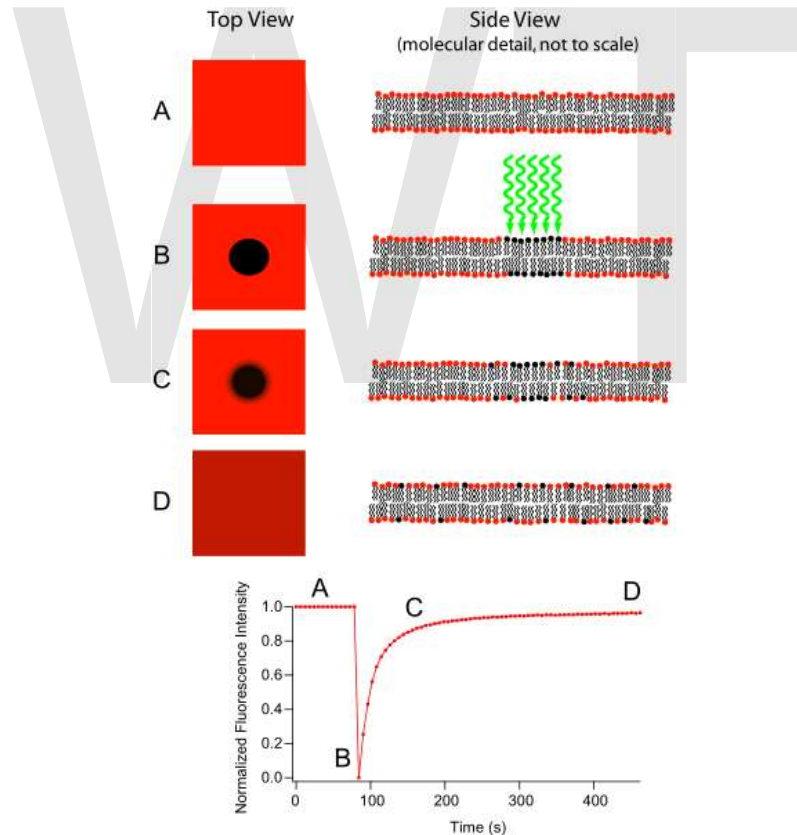 Top View
Side View
(molecular detail, not to scale)
A
B
C
D
Normalized Fluorescence Intensity
1.0
0.8
0.6
0.4
0.2
0.0
A
B
C
D
0
100
200
300
400
Time (s)
WT